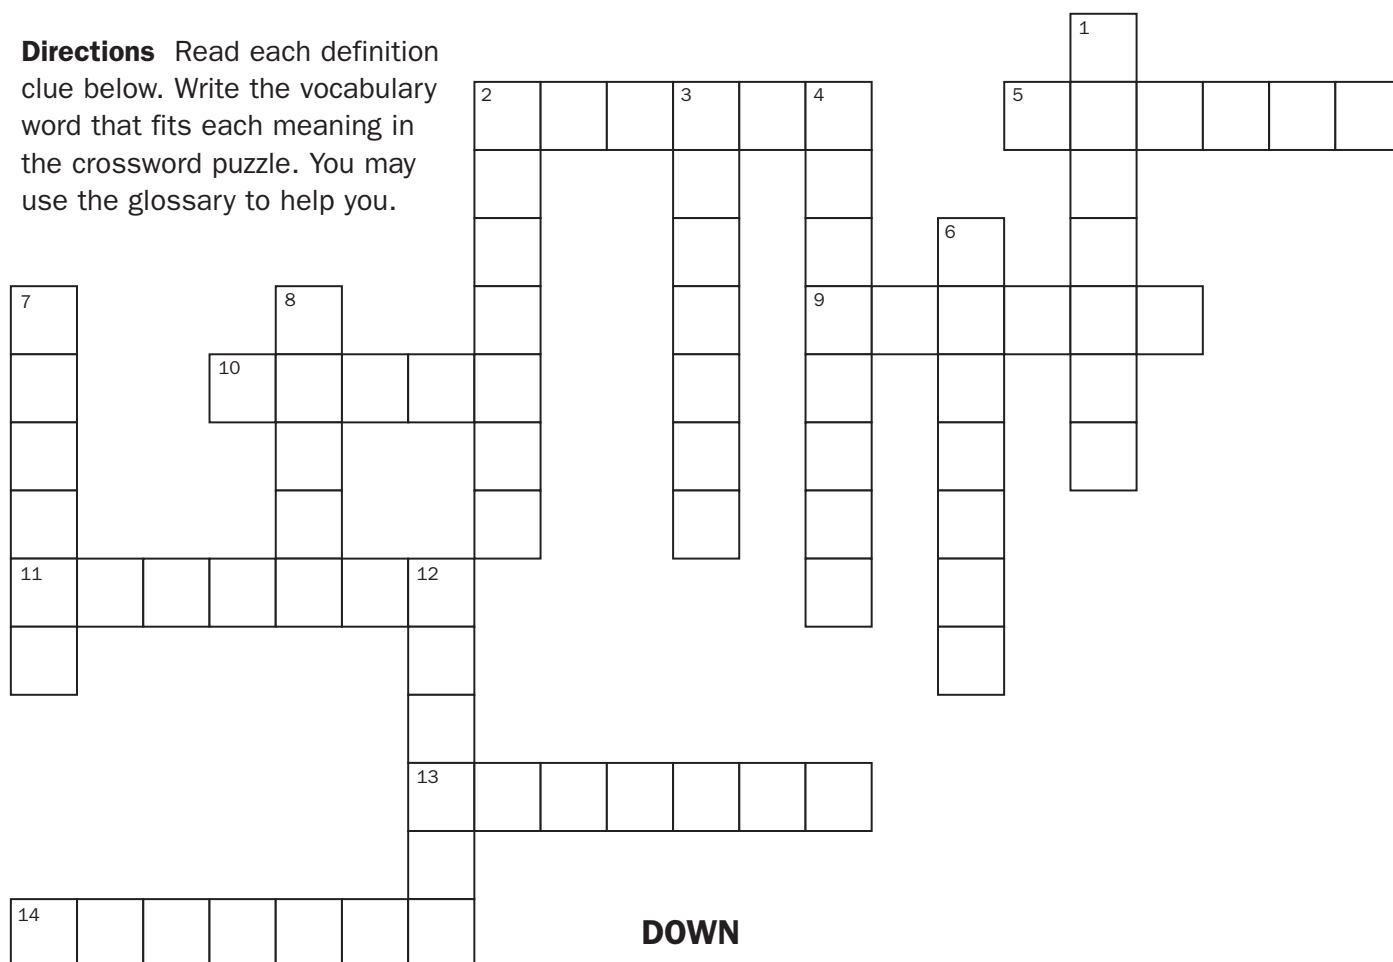 Directions Read each definition
clue below. Write the vocabulary
word that fits each meaning in
the crossword puzzle. You may
use the glossary to help you.
1
2 3 4 5
6
7 8 9
10
11 12
13
14
DOWN